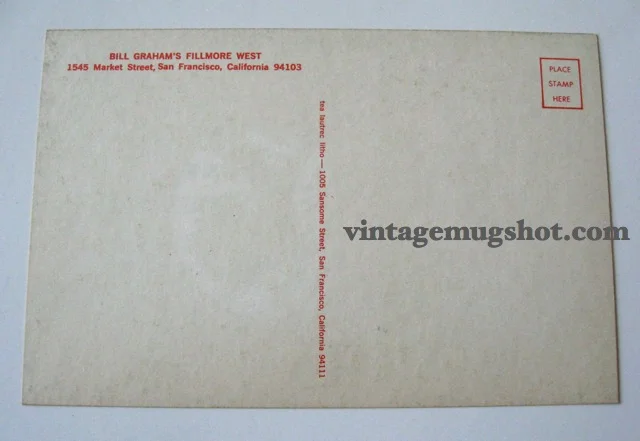 BILL GRAHAM'S FILLMORE WEST
1545 Market Street, San Francisco, California 94103
PLACE
STAMP
HERE
tea lautrec litho — 1005 Sansome Street, San Francisco, California 94111
vintagemugshot.com